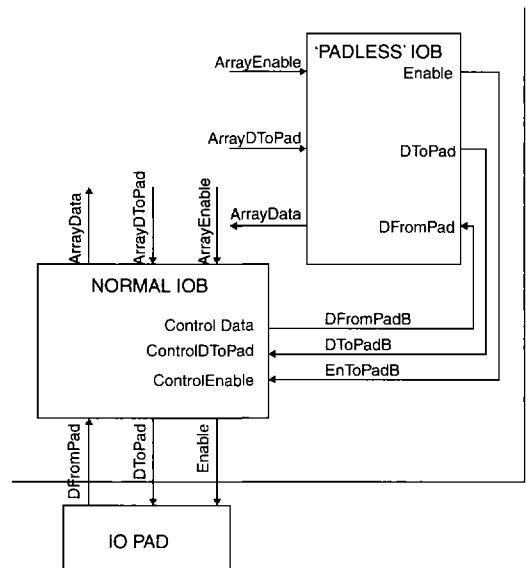 'PADLESS' IOB
ArrayEnable
Enable
ArrayDToPad
DToPad
ArrayData
DFromPad
ArrayData
ArrayDToPad
ArrayEnable
NORMAL IOB
Control Data
DFromPadB
ControlDToPad
DToPadB
ControlEnable
EnToPadB
DFromPad
DToPad
Enable
IO PAD